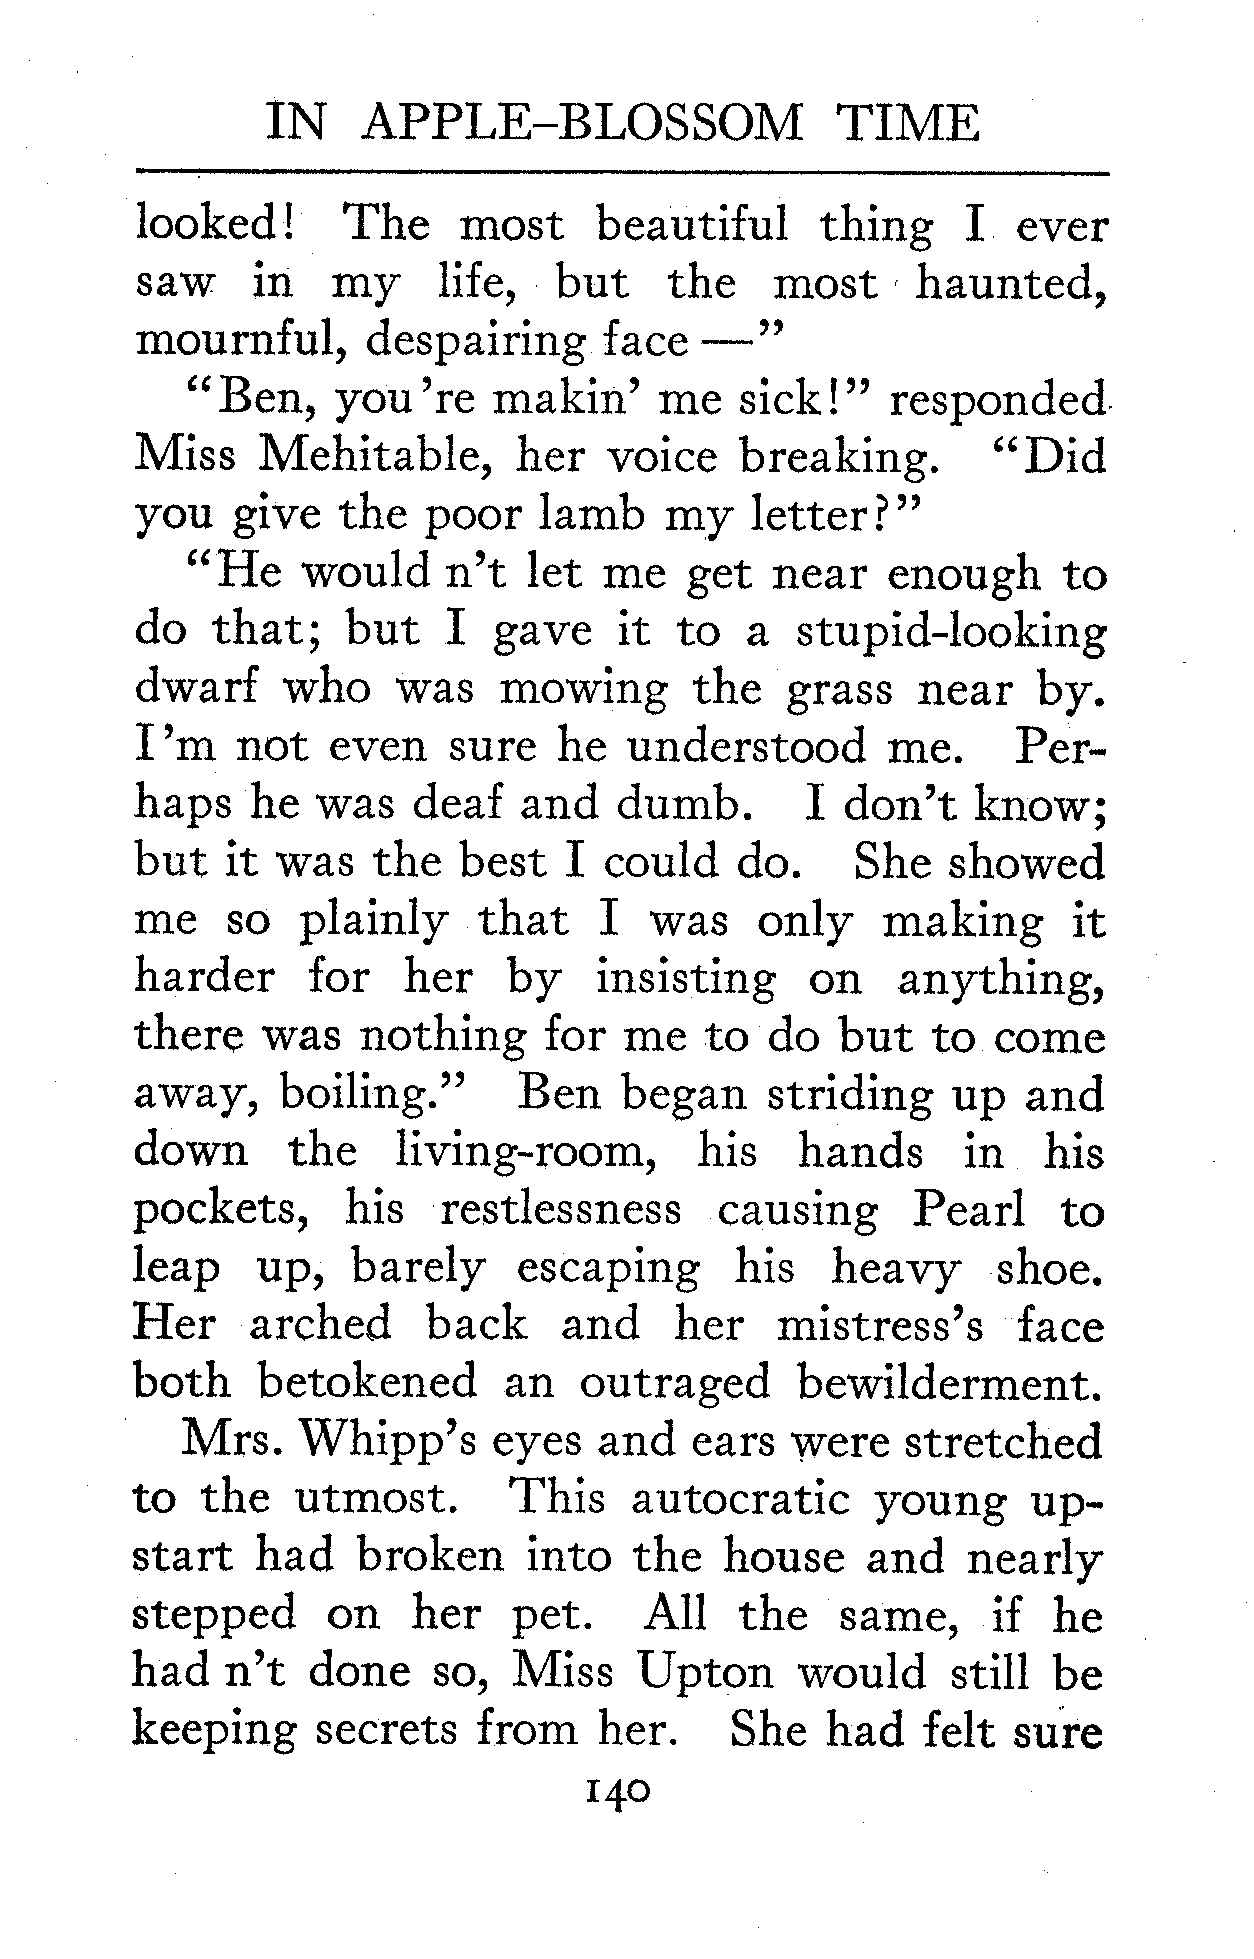 IN APPLE-BLOSSOM TIME
looked! The most beautiful thing I ever
saw in my life, but the most haunted,
mournful, despairing face —”
“Ben, you 're makin' me sick!” responded
Miss Mehitable, her voice breaking. “Did
you give the poor lamb my letter?”
“He would n't let me get near enough to
do that; but I gave it to a stupid-looking
dwarf who was mowing the grass near by.
I 'm not even sure he understood me. Per-
haps he was deaf and dumb. I don't know;
but it was the best I could do. She showed
me so plainly that I was only making it
harder for her by insisting on anything,
there was nothing for me to do but to come
away, boiling.” Ben began striding up and
down the living-room, his hands in his
pockets, his restlessness causing Pearl to
leap up, barely escaping his heavy shoe.
Her arched back and her mistress's face
both betokened an outraged bewilderment.
Mrs. Whipp's eyes and ears were stretched
to the utmost. This autocratic young up-
start had broken into the house and nearly
stepped on her pet. All the same, if he
had n't done so, Miss Upton would still be
keeping secrets from her. She had felt sure
140